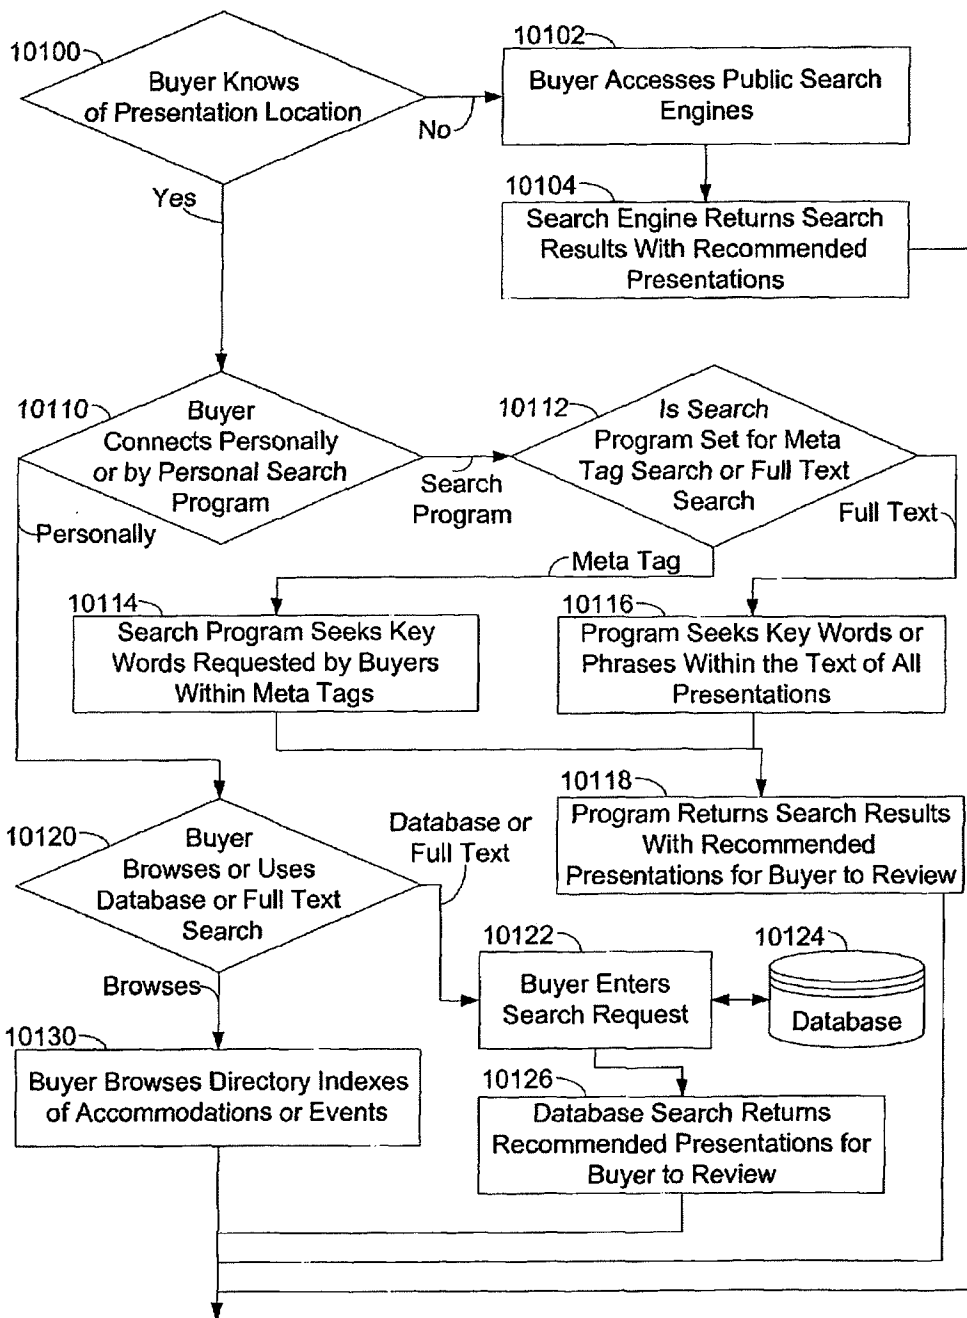 10100
Buyer Knows
of Presentation Location
No
Yes
10102
Buyer Accesses Public Search
Engines
10104
Search Engine Returns Search
Results With Recommended
Presentations
10110
Buyer
Connects Personally
or by Personal Search
Program
Search
Program
Personally
10112
Is Search
Program Set for Meta
Tag Search or Full Text
Search
Full Text
Meta Tag
10114
Search Program Seeks Key
Words Requested by Buyers
Within Meta Tags
10116
Program Seeks Key Words or
Phrases Within the Text of All
Presentations
10118
Program Returns Search Results
With Recommended
Presentations for Buyer to Review
10120
Buyer
Browses or Uses
Database or Full Text
Search
Database or
Full Text
Browses
10122
Buyer Enters
Search Request
10124
Database
10126
Database Search Returns
Recommended Presentations for
Buyer to Review
10130
Buyer Browses Directory Indexes
of Accommodations or Events